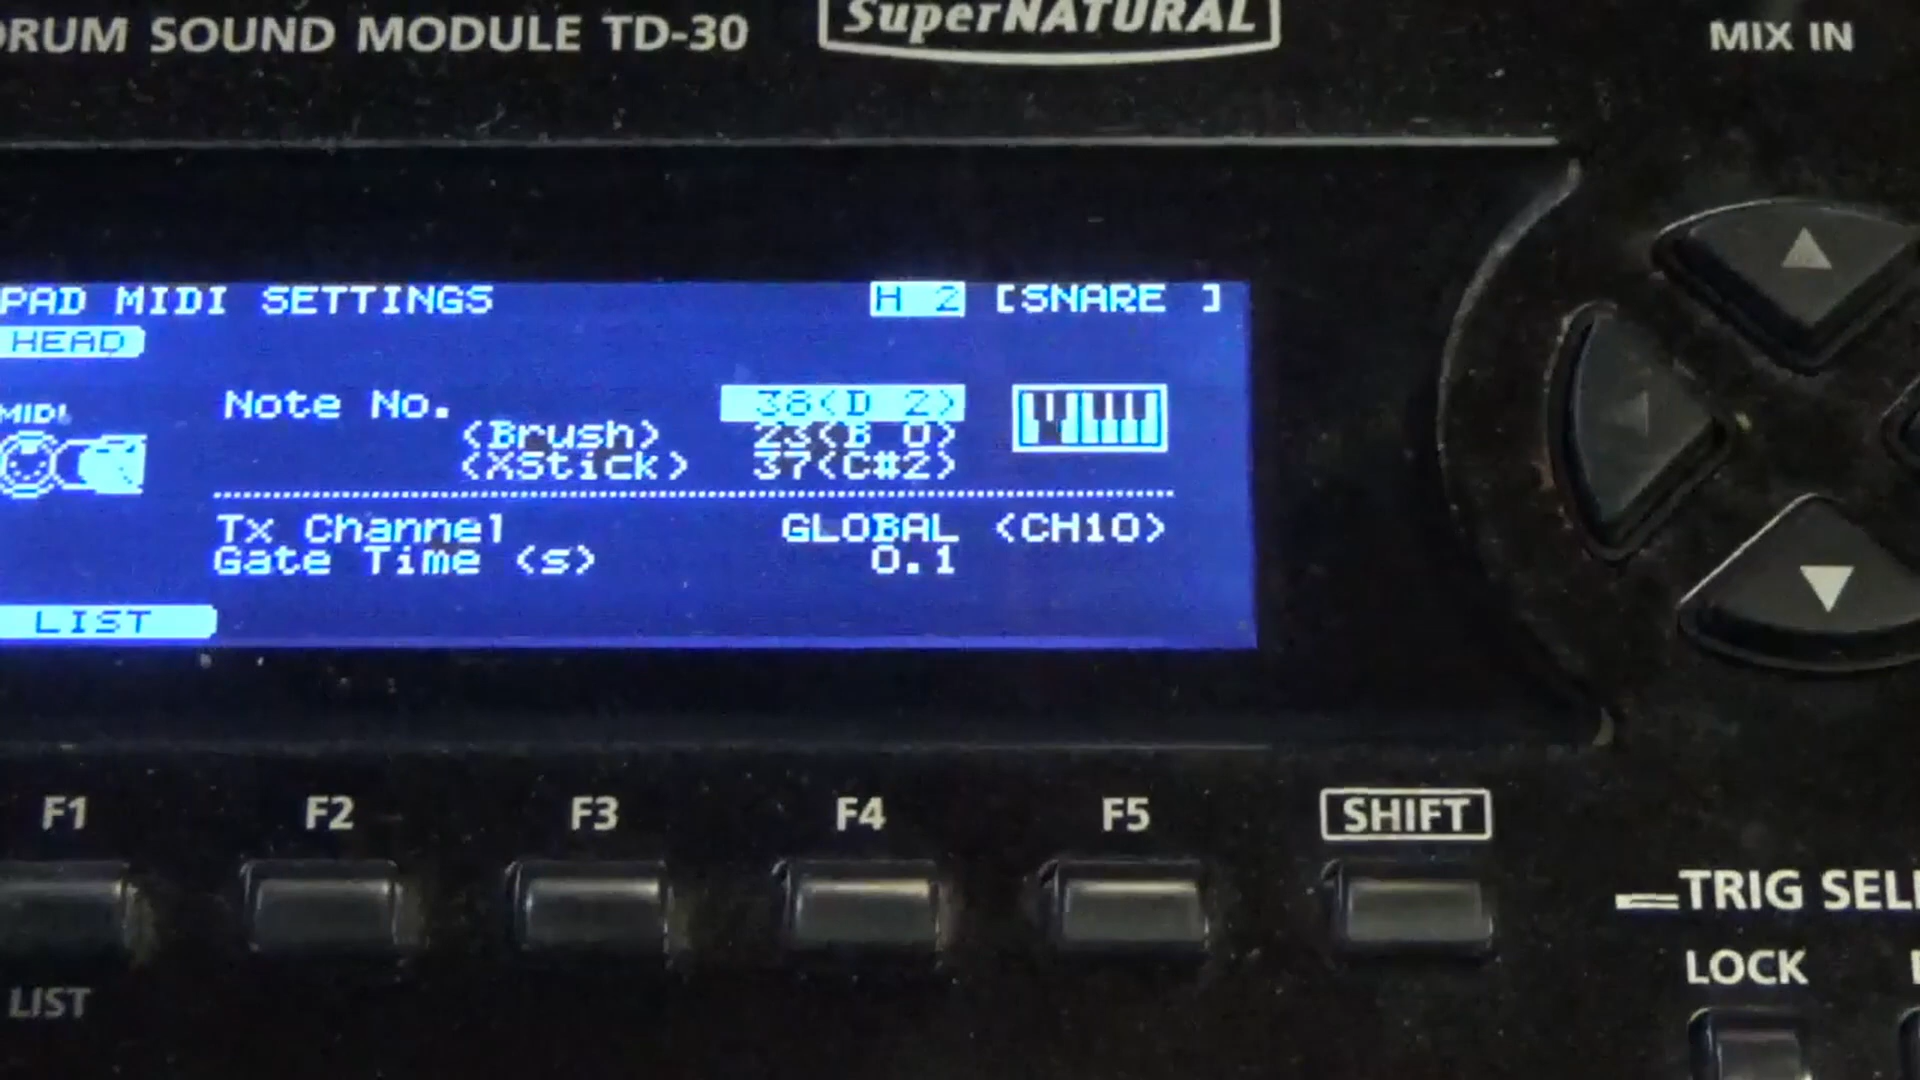 DRUM SOUND MODULE TD-30
SuperNATURAL
MIX IN
PAD MIDI SETTINGS H 2 [SNARE ]
HEAD
MIDI
Note No. 38(D 2)
(Brush) 23(B 0)
(XStick) 37(C#2)
Tx Channel GLOBAL (CH10)
Gate Time (s) 0.1
LIST
F1 F2 F3 F4 F5 SHIFT
TRIG
LOCK
LIST